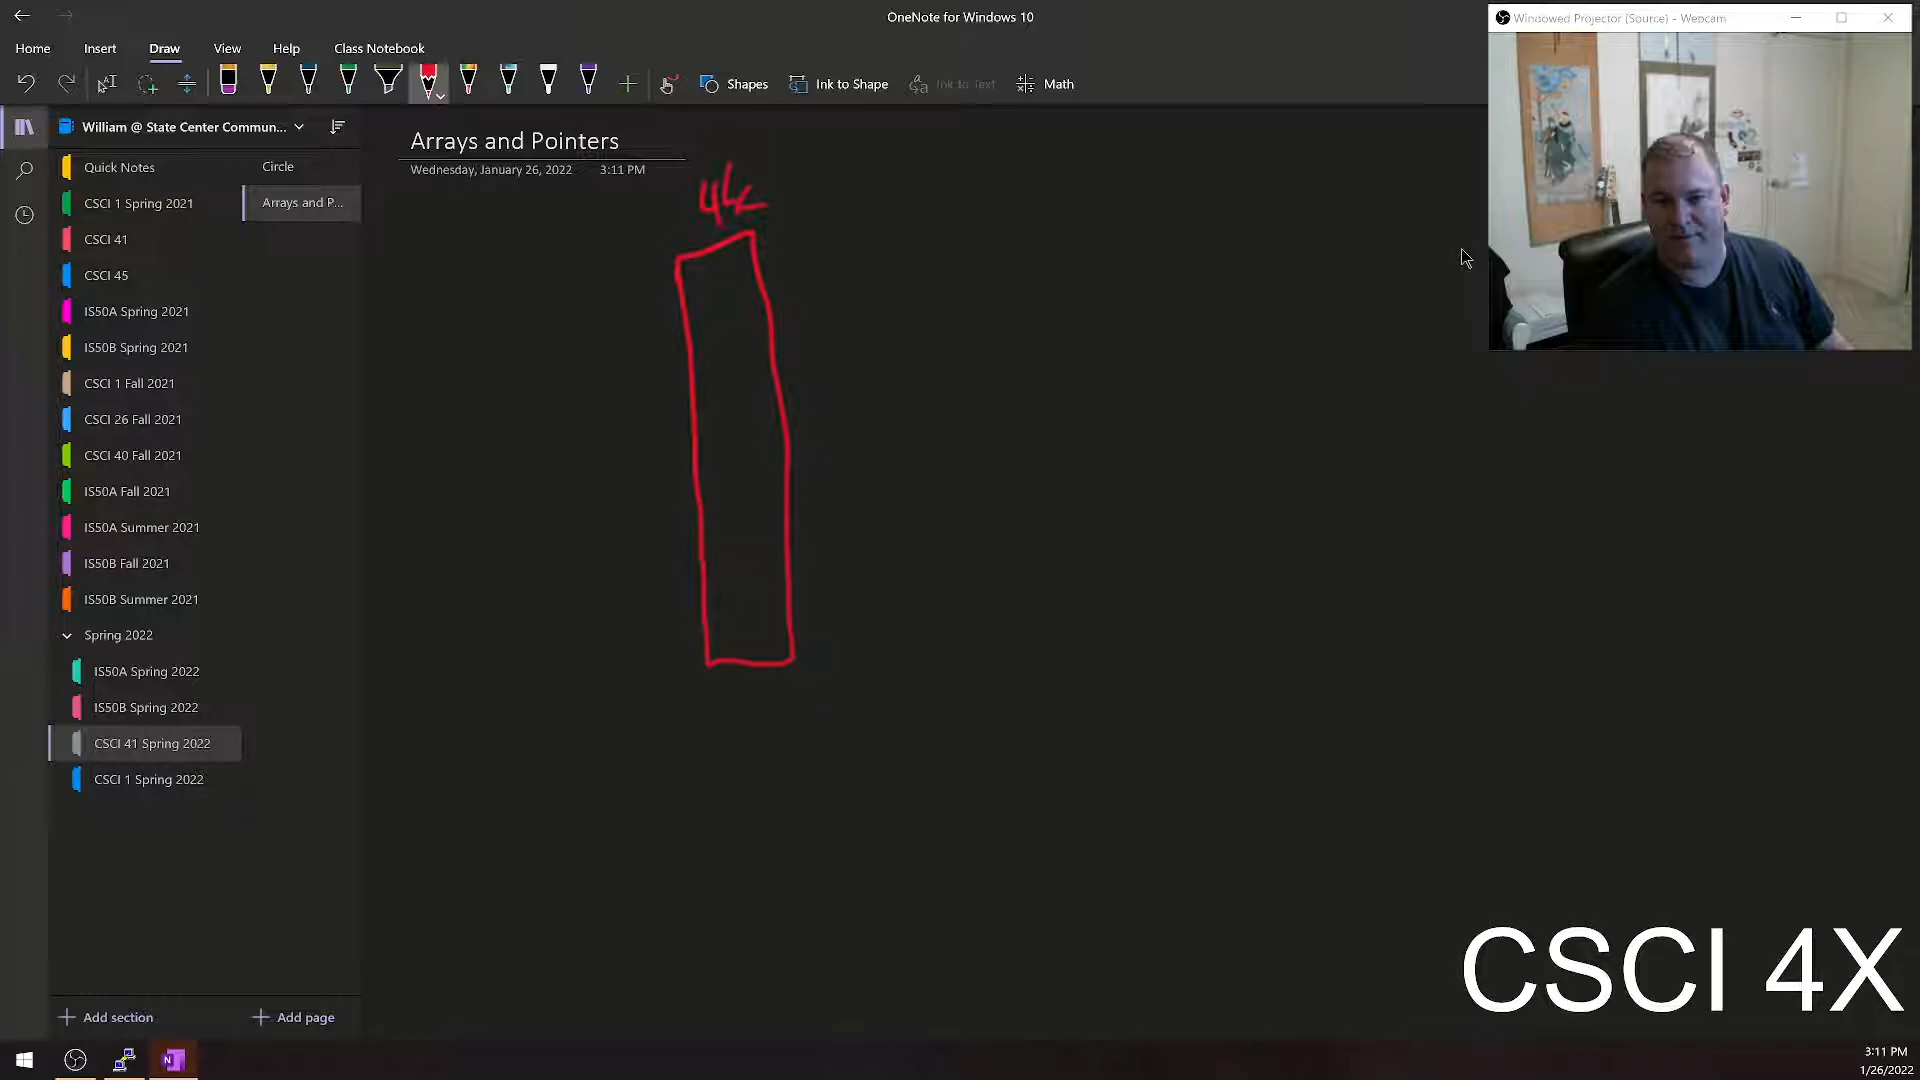 OneNote for Windows 10
Windowed Projector (Source) - Webcam
Home Insert Draw View Help Class Notebook
Shapes Ink to Shape Ink to Text Math
William @ State Center Commun...
Quick Notes
CSCI 1 Spring 2021
CSCI 41
CSCI 45
IS50A Spring 2021
IS50B Spring 2021
CSCI 1 Fall 2021
CSCI 26 Fall 2021
CSCI 40 Fall 2021
IS50A Fall 2021
IS50A Summer 2021
IS50B Fall 2021
IS50B Summer 2021
Spring 2022
IS50A Spring 2022
IS50B Spring 2022
CSCI 41 Spring 2022
CSCI 1 Spring 2022
Add section
Circle
Arrays and P...
Add page
Arrays and Pointers
Wednesday, January 26, 2022 3:11 PM
4k
CSCI 4X
3:11 PM
1/26/2022